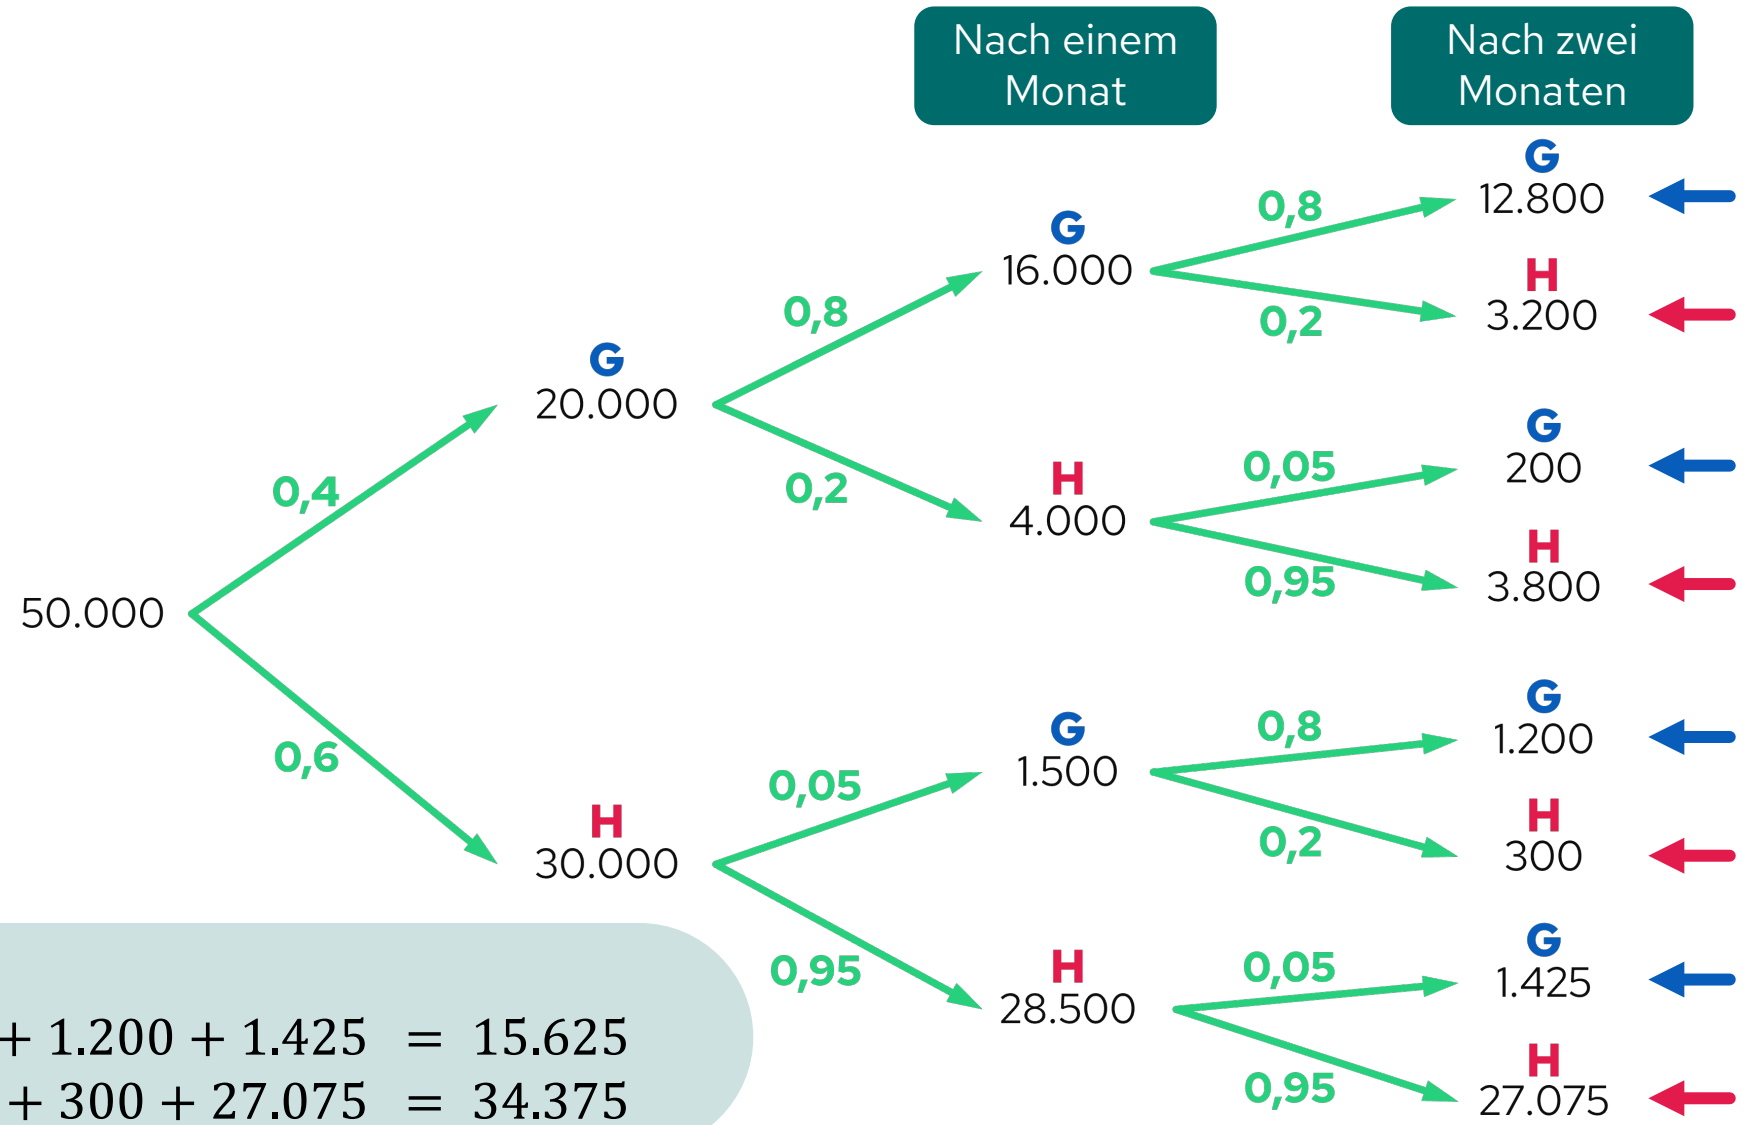 Nach einem
Monat
Nach zwei
Monaten
G
12.800
0,8
G
16.000
H
3.200
0,2
0,8
G
20.000
G
200
0,05
H
4.000
0,2
0,4
H
3.800
0,95
50.000
G
1.200
0,8
G
1.500
0,05
0,6
H
300
0,2
H
30.000
G
1.425
0,05
H
28.500
0,95
H
27.075
0,95
+ 1.200 + 1.425 = 15.625
+ 300 + 27.075 = 34.375